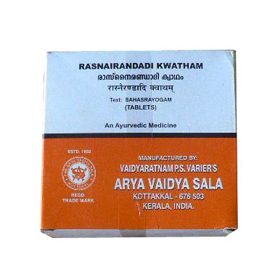 RASNAIRANDADI KWATHAM
രാസ്നൈരണ്ഡാദി ക്വാഥം
रास्नैरण्डादि क्वाथम्
Text: SAHASRAYOGAM
(TABLETS)
An Ayurvedic Medicine
ESTD. 1902
REGD.
TRADE MARK
MANUFACTURED BY:
VAIDYARATNAM P.S. VARIER'S
ARYA VAIDYA SALA
KOTTAKKAL - 676 503
KERALA, INDIA.